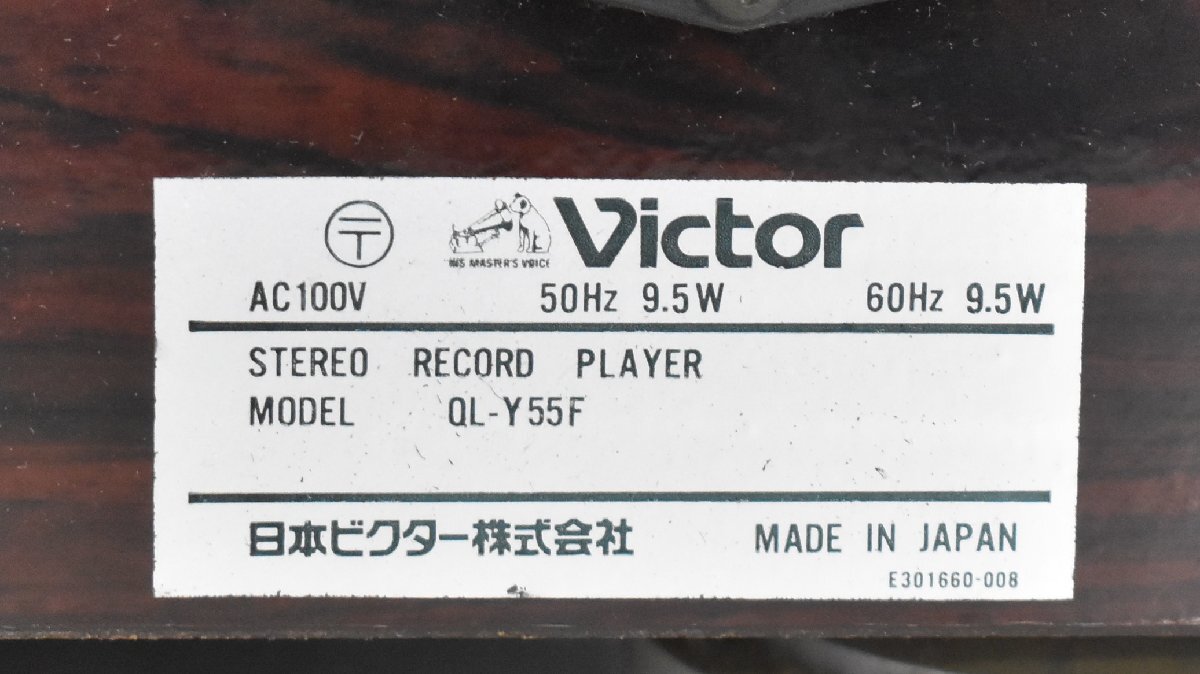 〒
HIS MASTER'S VOICE
Victor
AC100V 50Hz 9.5W 60Hz 9.5W
STEREO RECORD PLAYER
MODEL QL-Y55F
日本ビクター株式会社 MADE IN JAPAN
E301660-008